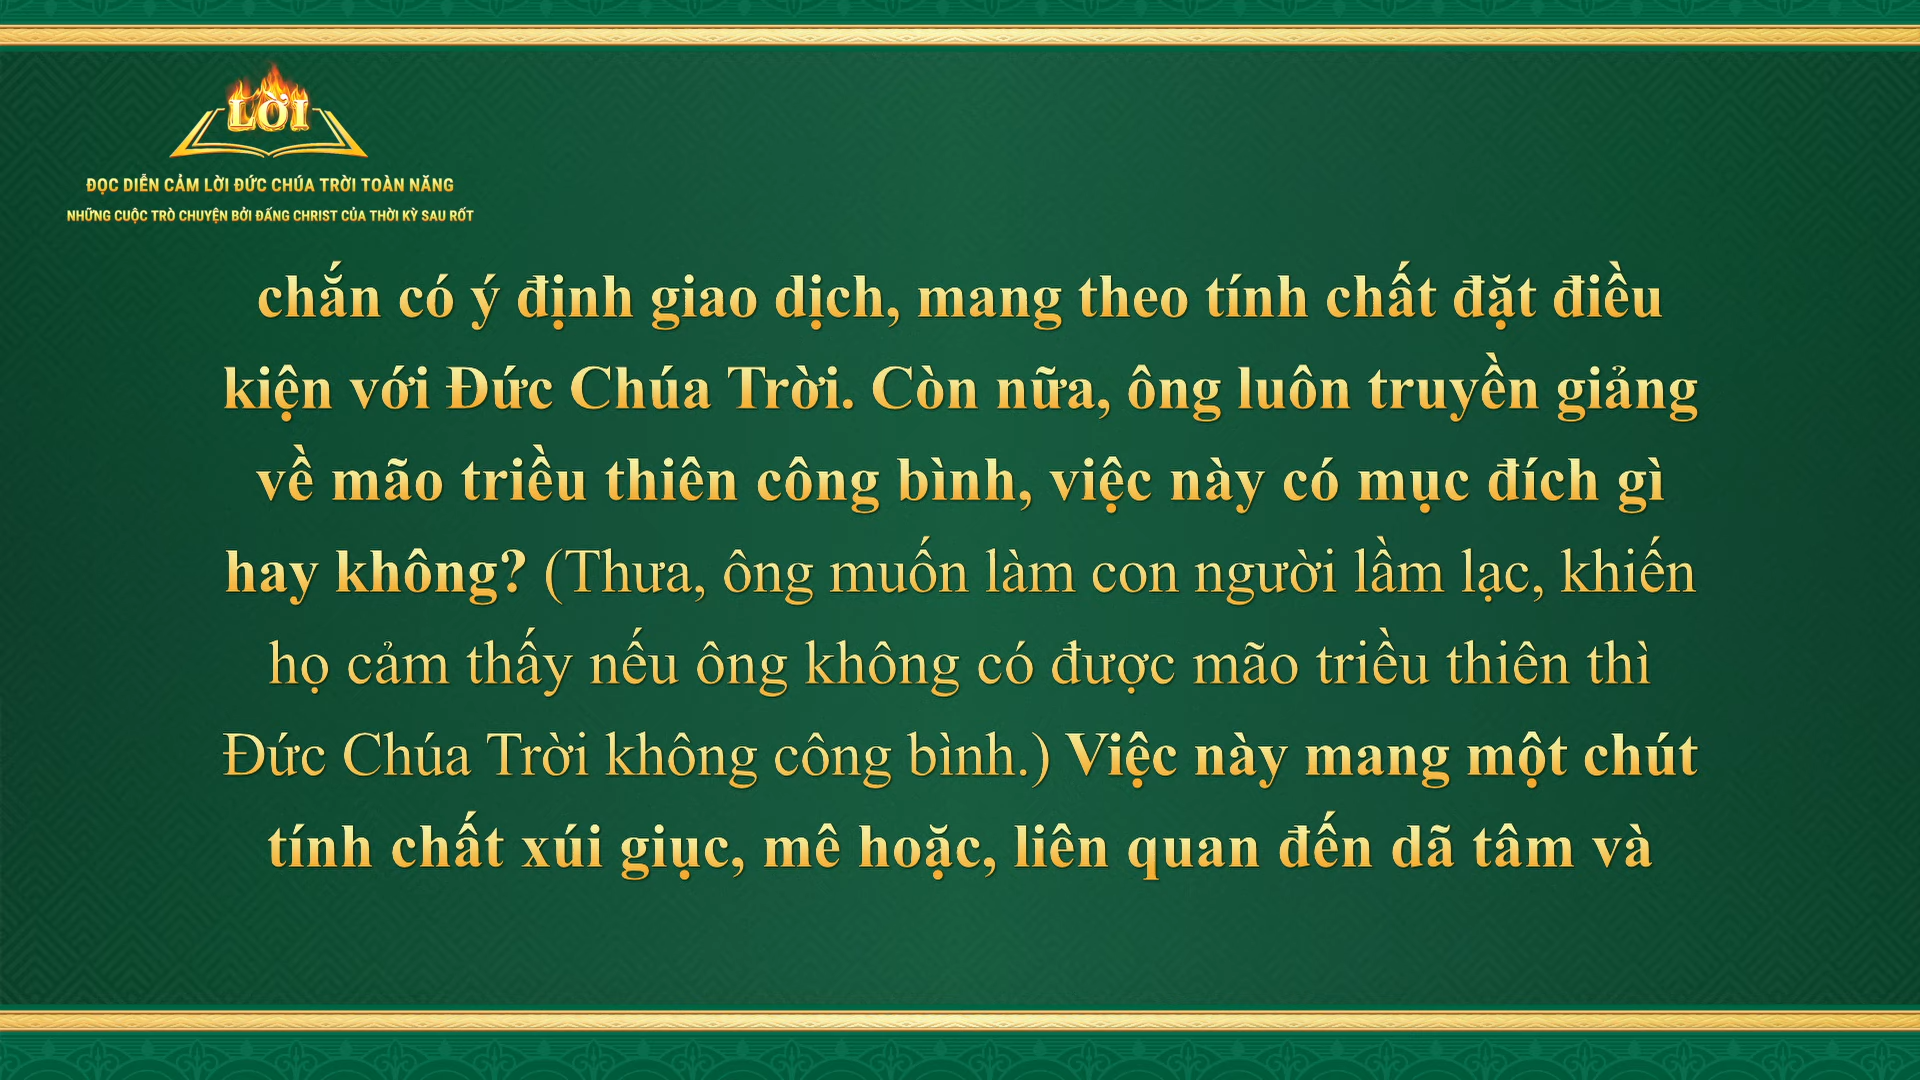 LỜI
ĐỌC DIỄN CẢM LỜI ĐỨC CHÚA TRỜI TOÀN NĂNG
NHỮNG CUỘC TRÒ CHUYỆN BỞI ĐẤNG CHRIST CỦA THỜI KỲ SAU RỐT
chắn có ý định giao dịch, mang theo tính chất đặt điều
kiện với Đức Chúa Trời. Còn nữa, ông luôn truyền giảng
về mão triều thiên công bình, việc này có mục đích gì
hay không? (Thưa, ông muốn làm con người lầm lạc, khiến
họ cảm thấy nếu ông không có được mão triều thiên thì
Đức Chúa Trời không công bình.) Việc này mang một chút
tính chất xúi giục, mê hoặc, liên quan đến dã tâm và